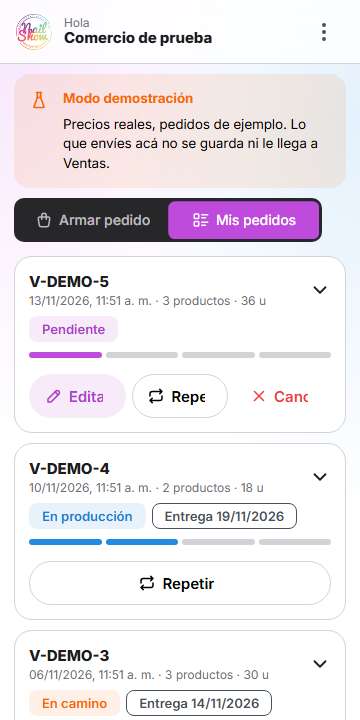 Nail Show
Hola
Comercio de prueba
Modo demostración
Precios reales, pedidos de ejemplo. Lo
que envíes acá no se guarda ni le llega a
Ventas.
Armar pedido
Mis pedidos
V-DEMO-5
13/11/2026, 11:51 a. m. · 3 productos · 36 u
Pendiente
Edita
Repe
Canc
V-DEMO-4
10/11/2026, 11:51 a. m. · 2 productos · 18 u
En producción
Entrega 19/11/2026
Repetir
V-DEMO-3
06/11/2026, 11:51 a. m. · 3 productos · 30 u
En camino
Entrega 14/11/2026